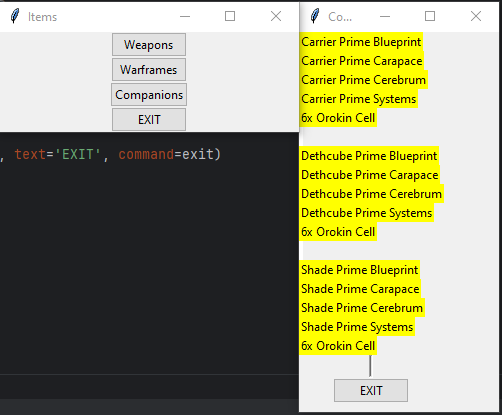 Items
Weapons
Warframes
Companions
EXIT
, text='EXIT', command=exit)
Co...
Carrier Prime Blueprint
Carrier Prime Carapace
Carrier Prime Cerebrum
Carrier Prime Systems
6x Orokin Cell
Dethcube Prime Blueprint
Dethcube Prime Carapace
Dethcube Prime Cerebrum
Dethcube Prime Systems
6x Orokin Cell
Shade Prime Blueprint
Shade Prime Carapace
Shade Prime Cerebrum
Shade Prime Systems
6x Orokin Cell
EXIT